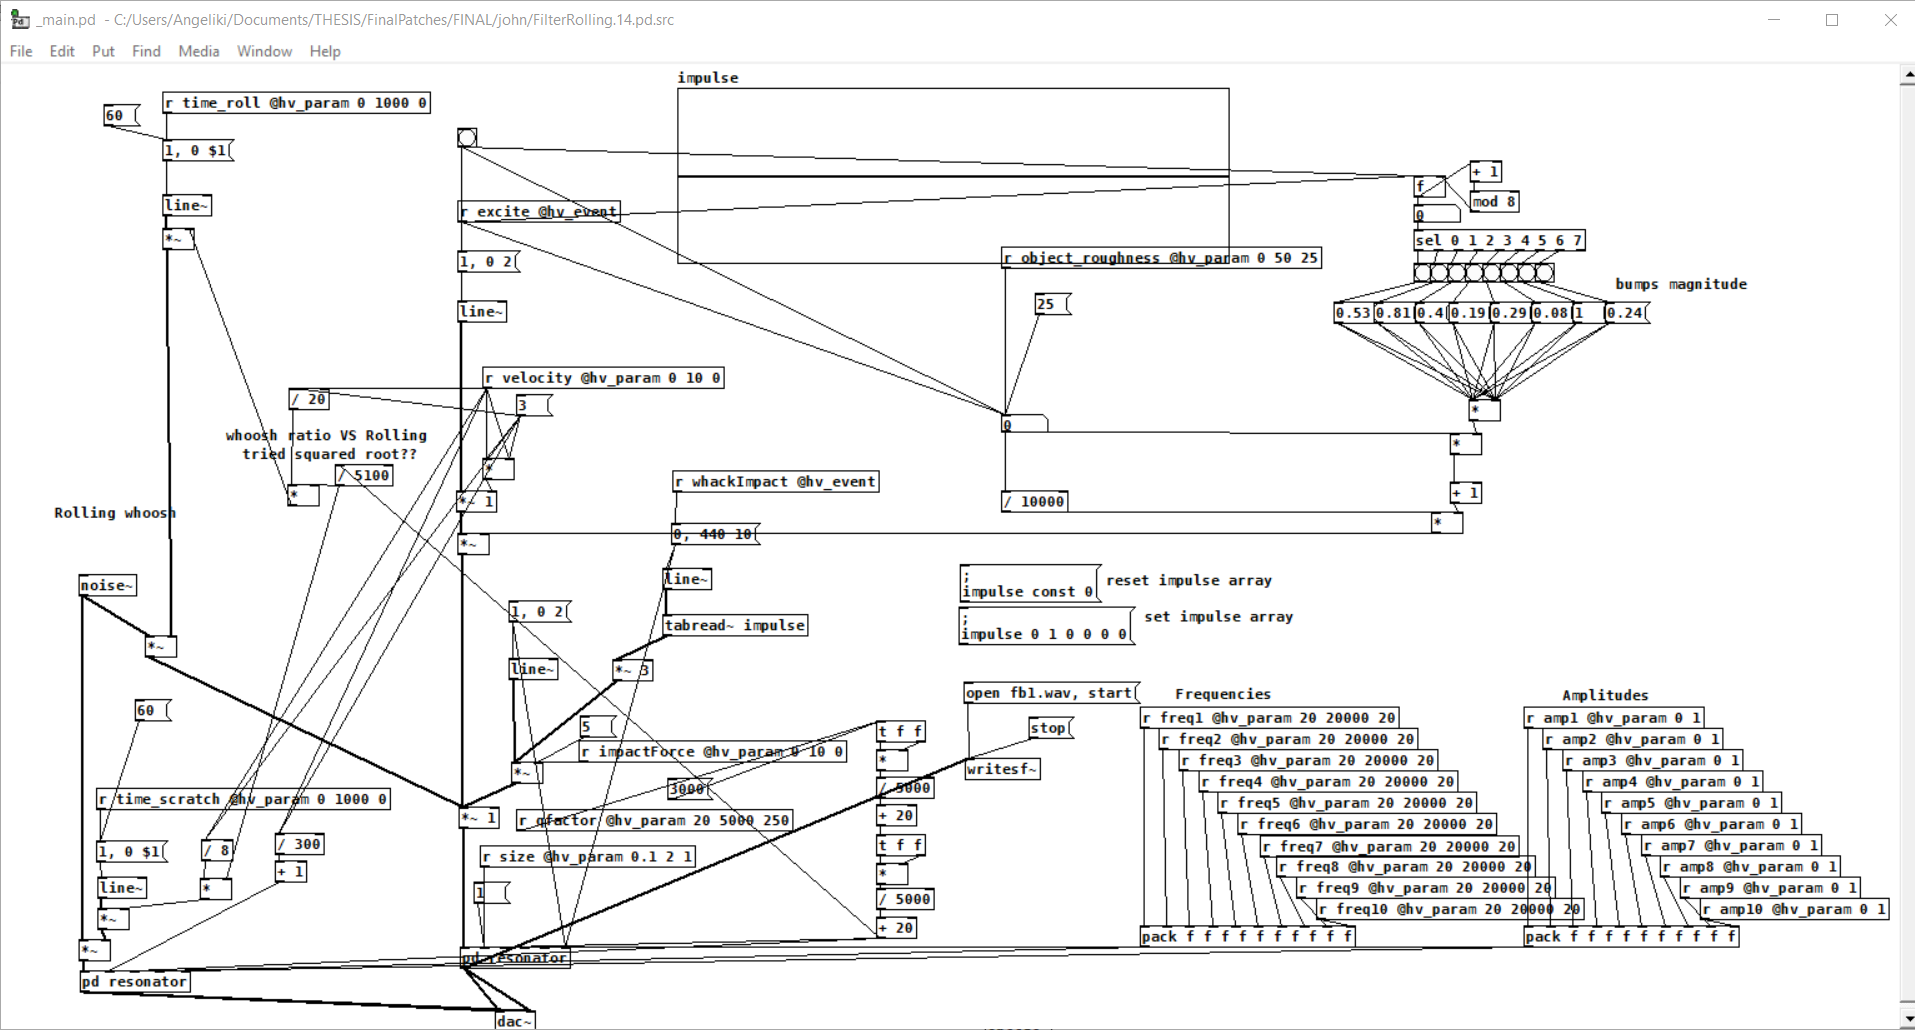 _main.pd - C:/Users/Angeliki/Documents/THESIS/FinalPatches/FINAL/john/FilterRolling.14.pd.src
File Edit Put Find Media Window Help
impulse
60
r time_roll @hv_param 0 1000 0
1, 0 $1
line~
*~
r excite @hv_event
1, 0 2
line~
+ 1
f
mod 8
0
sel 0 1 2 3 4 5 6 7
r object_roughness @hv_param 0 50 25
25
bumps magnitude
0.53 0.81 0.4 0.19 0.29 0.08 1 0.24
*
0
*
/ 10000
+ 1
*
r velocity @hv_param 0 10 0
3
/ 20
whoosh ratio VS Rolling
tried squared root??
/ 5100
*
*
*~ 1
*~
Rolling whoosh
r whackImpact @hv_event
0, 440 10
line~
tabread~ impulse
*~ 3
noise~
*~
1, 0 2
line~
;
impulse const 0
reset impulse array
;
impulse 0 1 0 0 0 0
set impulse array
60
5
r impactForce @hv_param 0 10 0
*~
3000
r qfactor @hv_param 20 5000 250
*~ 1
t f f
*
/ 5000
+ 20
t f f
*
/ 5000
+ 20
open fb1.wav, start
stop
writesf~
r time_scratch @hv_param 0 1000 0
1, 0 $1
line~
*~
*~
/ 8
*
/ 300
+ 1
r size @hv_param 0.1 2 1
1
pd resonator
pd resonator
dac~
Frequencies
r freq1 @hv_param 20 20000 20
r freq2 @hv_param 20 20000 20
r freq3 @hv_param 20 20000 20
r freq4 @hv_param 20 20000 20
r freq5 @hv_param 20 20000 20
r freq6 @hv_param 20 20000 20
r freq7 @hv_param 20 20000 20
r freq8 @hv_param 20 20000 20
r freq9 @hv_param 20 20000 20
r freq10 @hv_param 20 20000 20
pack f f f f f f f f f f
Amplitudes
r amp1 @hv_param 0 1
r amp2 @hv_param 0 1
r amp3 @hv_param 0 1
r amp4 @hv_param 0 1
r amp5 @hv_param 0 1
r amp6 @hv_param 0 1
r amp7 @hv_param 0 1
r amp8 @hv_param 0 1
r amp9 @hv_param 0 1
r amp10 @hv_param 0 1
pack f f f f f f f f f f